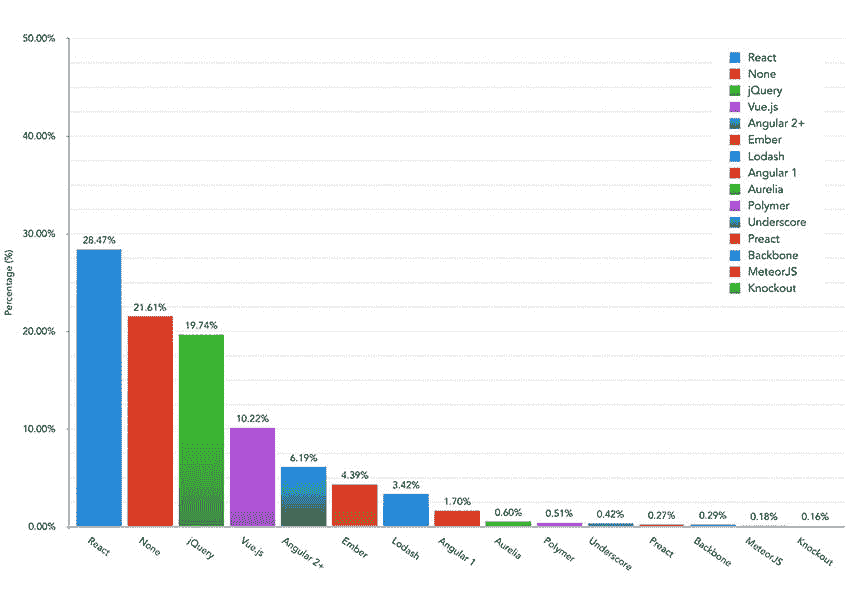 50.00%
40.00%
30.00%
20.00%
10.00%
0.00%
Percentage (%)
React
None
jQuery
Vue.js
Angular 2+
Ember
Lodash
Angular 1
Aurelia
Polymer
Underscore
Preact
Backbone
MeteorJS
Knockout
28.47%
21.61%
19.74%
10.22%
6.19%
4.39%
3.42%
1.70%
0.60%
0.51%
0.42%
0.27%
0.29%
0.18%
0.16%
React
None
jQuery
Vue.js
Angular 2+
Ember
Lodash
Angular 1
Aurelia
Polymer
Underscore
Preact
Backbone
MeteorJS
Knockout